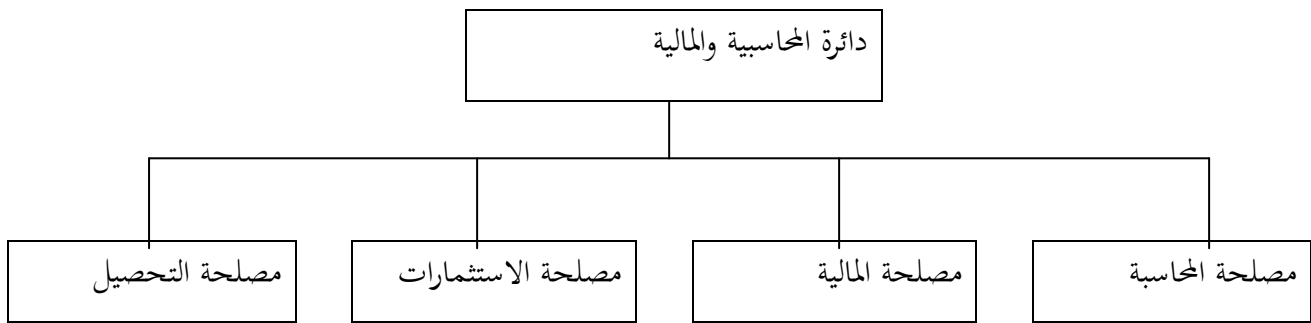 دائرة المحاسبية والمالية
مصلحة المحاسبة
مصلحة المالية
مصلحة الاستثمارات
مصلحة التحصيل